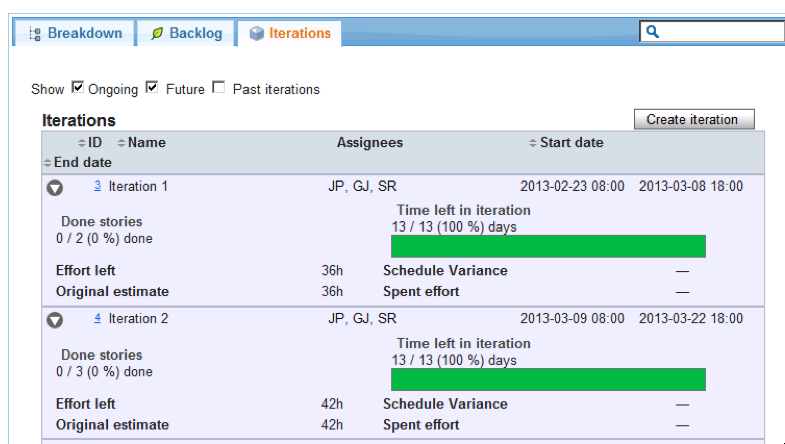 Breakdown Backlog Iterations
Show Ongoing Future Past iterations
Iterations Create iteration
ID Name Assignees Start date
End date
3 Iteration 1 JP, GJ, SR 2013-02-23 08:00 2013-03-08 18:00
Time left in iteration
Done stories 13 / 13 (100 %) days
0 / 2 (0 %) done
Effort left 36h Schedule Variance —
Original estimate 36h Spent effort —
4 Iteration 2 JP, GJ, SR 2013-03-09 08:00 2013-03-22 18:00
Time left in iteration
Done stories 13 / 13 (100 %) days
0 / 3 (0 %) done
Effort left 42h Schedule Variance —
Original estimate 42h Spent effort —